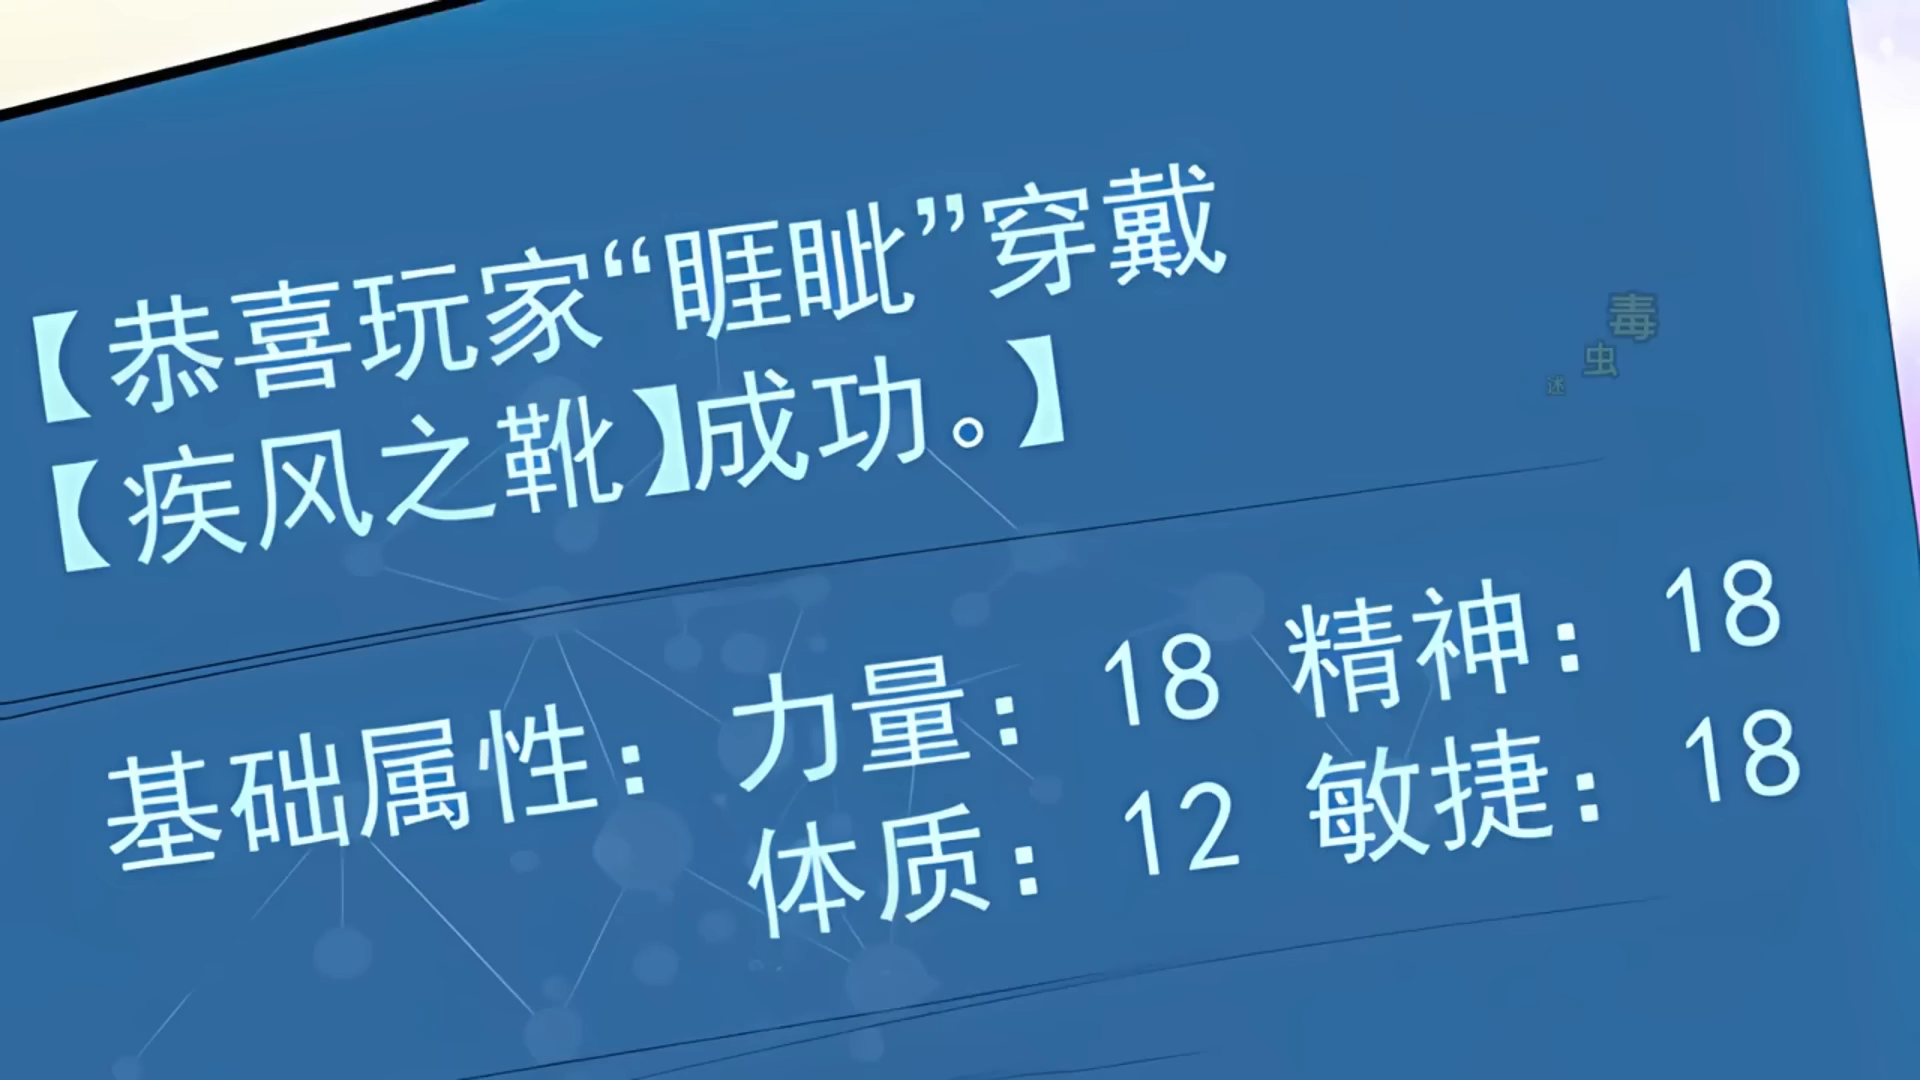 【恭喜玩家“睚眦”穿戴
【疾风之靴】成功。】
毒
虫
迷
基础属性：力量：18 精神：18
体质：12 敏捷：18